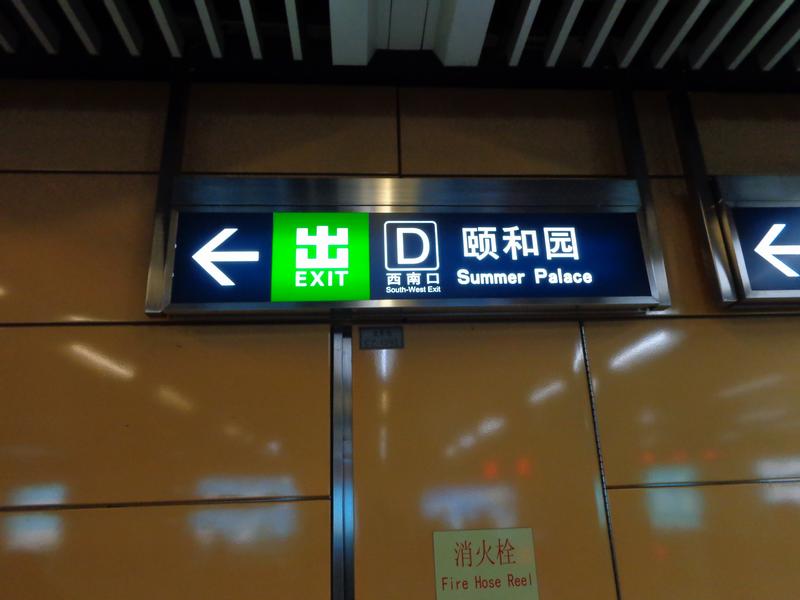 出
EXIT
D
西南口
South-West Exit
颐和园
Summer Palace
消火栓
Fire Hose Reel